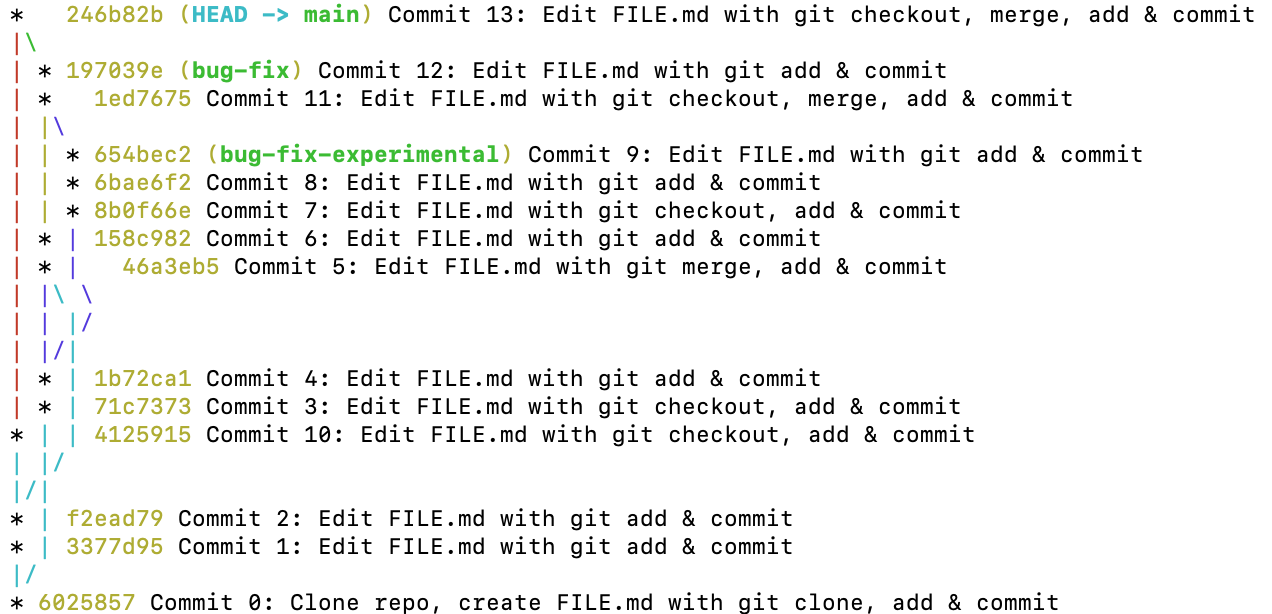 *   246b82b (HEAD -> main) Commit 13: Edit FILE.md with git checkout, merge, add & commit
|\
| * 197039e (bug-fix) Commit 12: Edit FILE.md with git add & commit
| *   1ed7675 Commit 11: Edit FILE.md with git checkout, merge, add & commit
| |\
| | * 654bec2 (bug-fix-experimental) Commit 9: Edit FILE.md with git add & commit
| | * 6bae6f2 Commit 8: Edit FILE.md with git add & commit
| | * 8b0f66e Commit 7: Edit FILE.md with git checkout, add & commit
| * | 158c982 Commit 6: Edit FILE.md with git add & commit
| * |   46a3eb5 Commit 5: Edit FILE.md with git merge, add & commit
| |\ \
| | |/
| |/|
| * | 1b72ca1 Commit 4: Edit FILE.md with git add & commit
| * | 71c7373 Commit 3: Edit FILE.md with git checkout, add & commit
* | | 4125915 Commit 10: Edit FILE.md with git checkout, add & commit
| |/
|/|
* | f2ead79 Commit 2: Edit FILE.md with git add & commit
* | 3377d95 Commit 1: Edit FILE.md with git add & commit
|/
* 6025857 Commit 0: Clone repo, create FILE.md with git clone, add & commit